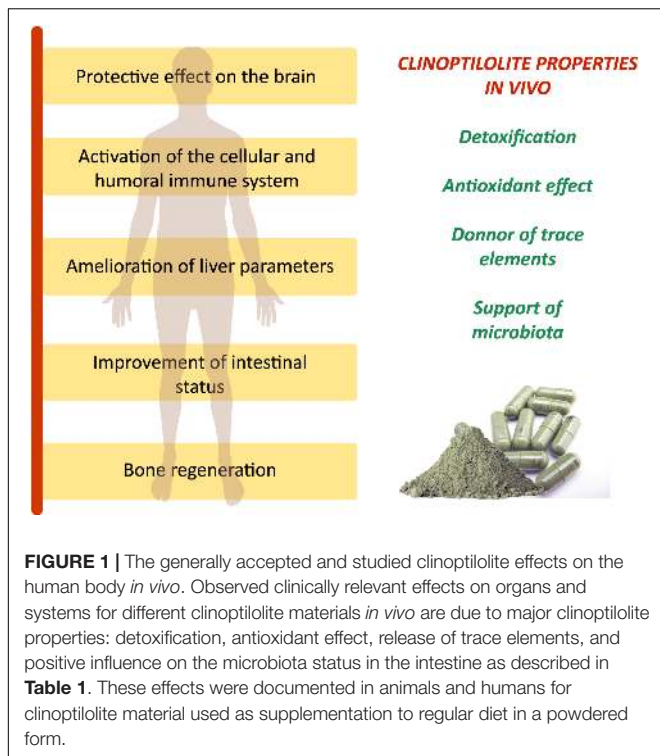 Protective effect on the brain
Activation of the cellular and
humoral immune system
Amelioration of liver parameters
Improvement of intestinal
status
Bone regeneration
CLINOPTILOLITE PROPERTIES
IN VIVO
Detoxification
Antioxidant effect
Donnor of trace
elements
Support of
microbiota
FIGURE 1 | The generally accepted and studied clinoptilolite effects on the
human body in vivo. Observed clinically relevant effects on organs and
systems for different clinoptilolite materials in vivo are due to major clinoptilolite
properties: detoxification, antioxidant effect, release of trace elements, and
positive influence on the microbiota status in the intestine as described in
Table 1. These effects were documented in animals and humans for
clinoptilolite material used as supplementation to regular diet in a powdered
form.